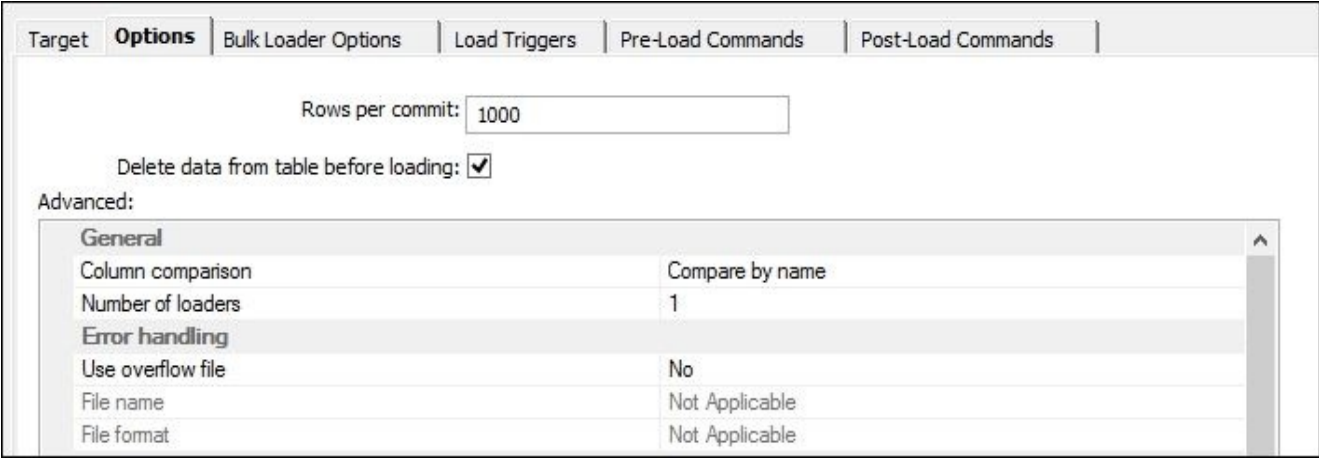 Target Options Bulk Loader Options Load Triggers Pre-Load Commands Post-Load Commands
Rows per commit: 1000
Delete data from table before loading:
Advanced:
General
Column comparison Compare by name
Number of loaders 1
Error handling
Use overflow file No
File name Not Applicable
File format Not Applicable